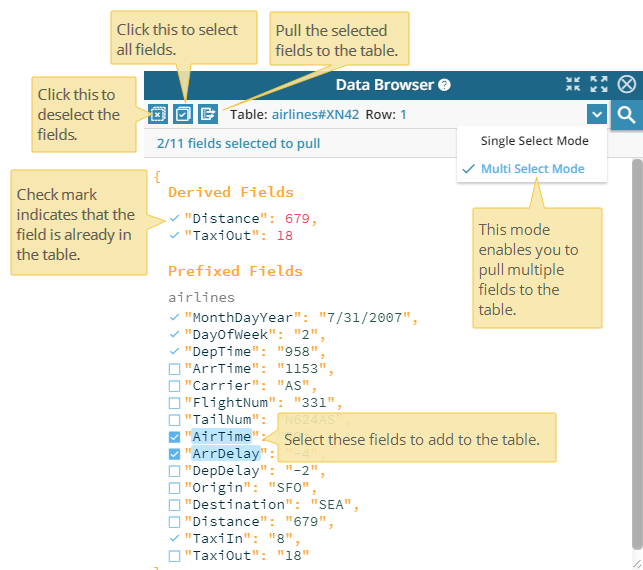 Click this to select
all fields.
Pull the selected
fields to the table.
Click this to
deselect the
fields.
Data Browser
Table: airlines#XN42 Row: 1
2/11 fields selected to pull
Single Select Mode
Multi Select Mode
Check mark
indicates that the
field is already in
the table.
This mode
enables you to
pull multiple
fields to the
table.
{
Derived Fields
"Distance": 679,
"TaxiOut": 18
Prefixed Fields
airlines
"MonthDayYear": "7/31/2007",
"DayOfWeek": "2",
"DepTime": "958",
"ArrTime": "1153",
"Carrier": "AS",
"FlightNum": "331",
"TailNum": "N624AS",
"AirTime":
Select these fields to add to the table.
"ArrDelay": "-4",
"DepDelay": "-2",
"Origin": "SFO",
"Destination": "SEA",
"Distance": "679",
"TaxiIn": "8",
"TaxiOut": "18"
}